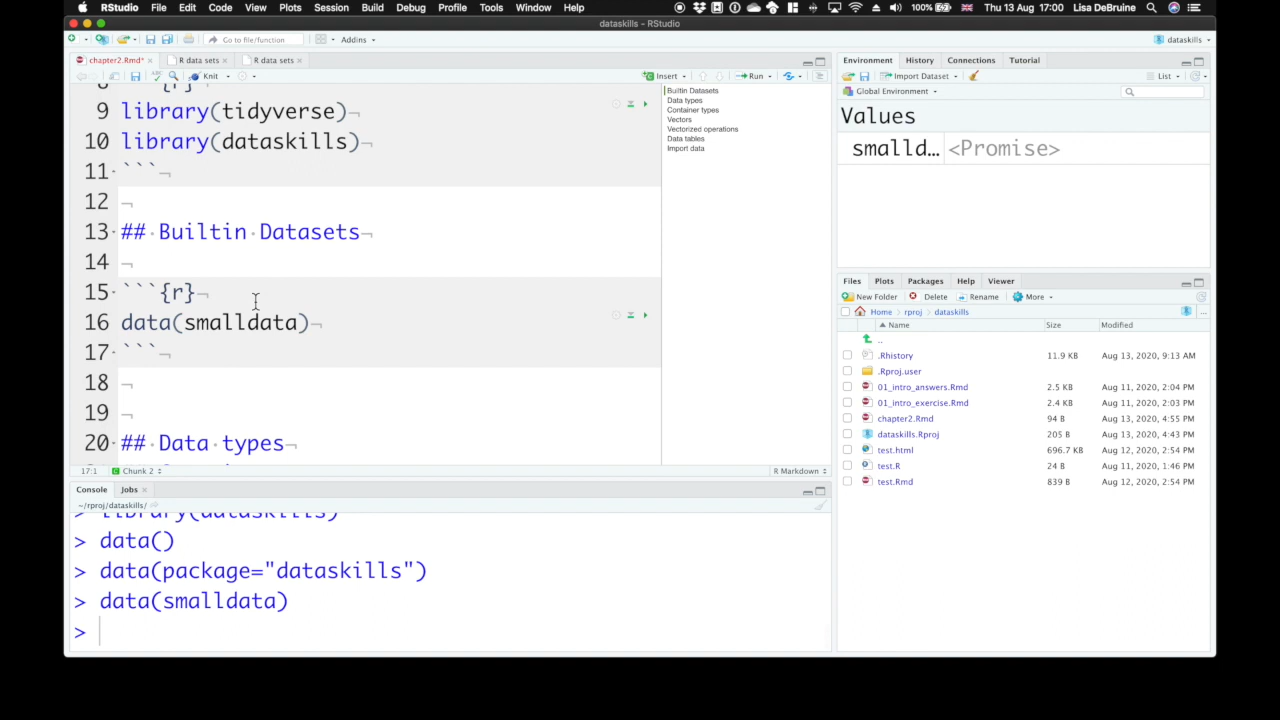 RStudio File Edit Code View Plots Session Build Debug Profile Tools Window Help 100% Thu 13 Aug 17:00 Lisa DeBruine
dataskills - RStudio
Go to file/function Addins dataskills
chapter2.Rmd* R data sets R data sets
Knit Insert Run
8 ```{r}
9 library(tidyverse)¬
10 library(dataskills)¬
11 ```¬
12 ¬
13 ##·Builtin·Datasets¬
14 ¬
15 ```{r}¬
16 data(smalldata)¬
17 ```¬
18 ¬
19 ¬
20 ##·Data·types¬
17:1 Chunk 2 R Markdown
Builtin Datasets
Data types
Container types
Vectors
Vectorized operations
Data tables
Import data
Console Jobs
~/rproj/dataskills/
> library(dataskills)
> data()
> data(package="dataskills")
> data(smalldata)
>
Environment History Connections Tutorial
Import Dataset List
Global Environment
Values
smalld… <Promise>
Files Plots Packages Help Viewer
New Folder Delete Rename More
Home rproj dataskills ...
Name Size Modified
..
.Rhistory 11.9 KB Aug 13, 2020, 9:13 AM
.Rproj.user
01_intro_answers.Rmd 2.5 KB Aug 11, 2020, 2:04 PM
01_intro_exercise.Rmd 2.4 KB Aug 11, 2020, 2:03 PM
chapter2.Rmd 94 B Aug 13, 2020, 4:55 PM
dataskills.Rproj 205 B Aug 13, 2020, 4:43 PM
test.html 696.7 KB Aug 12, 2020, 2:54 PM
test.R 24 B Aug 11, 2020, 1:46 PM
test.Rmd 839 B Aug 12, 2020, 2:54 PM